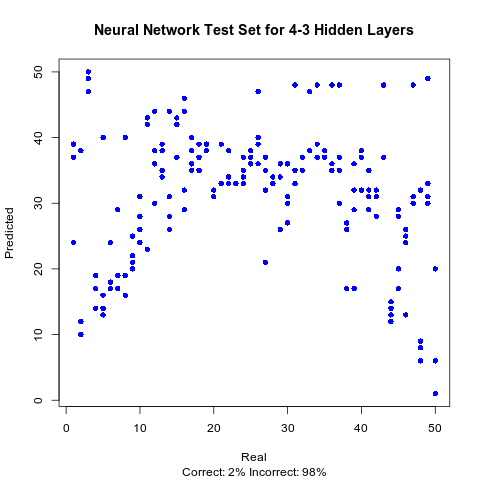 Neural Network Test Set for 4-3 Hidden Layers
Predicted
50
40
30
20
10
0
0 10 20 30 40 50
Real
Correct: 2% Incorrect: 98%